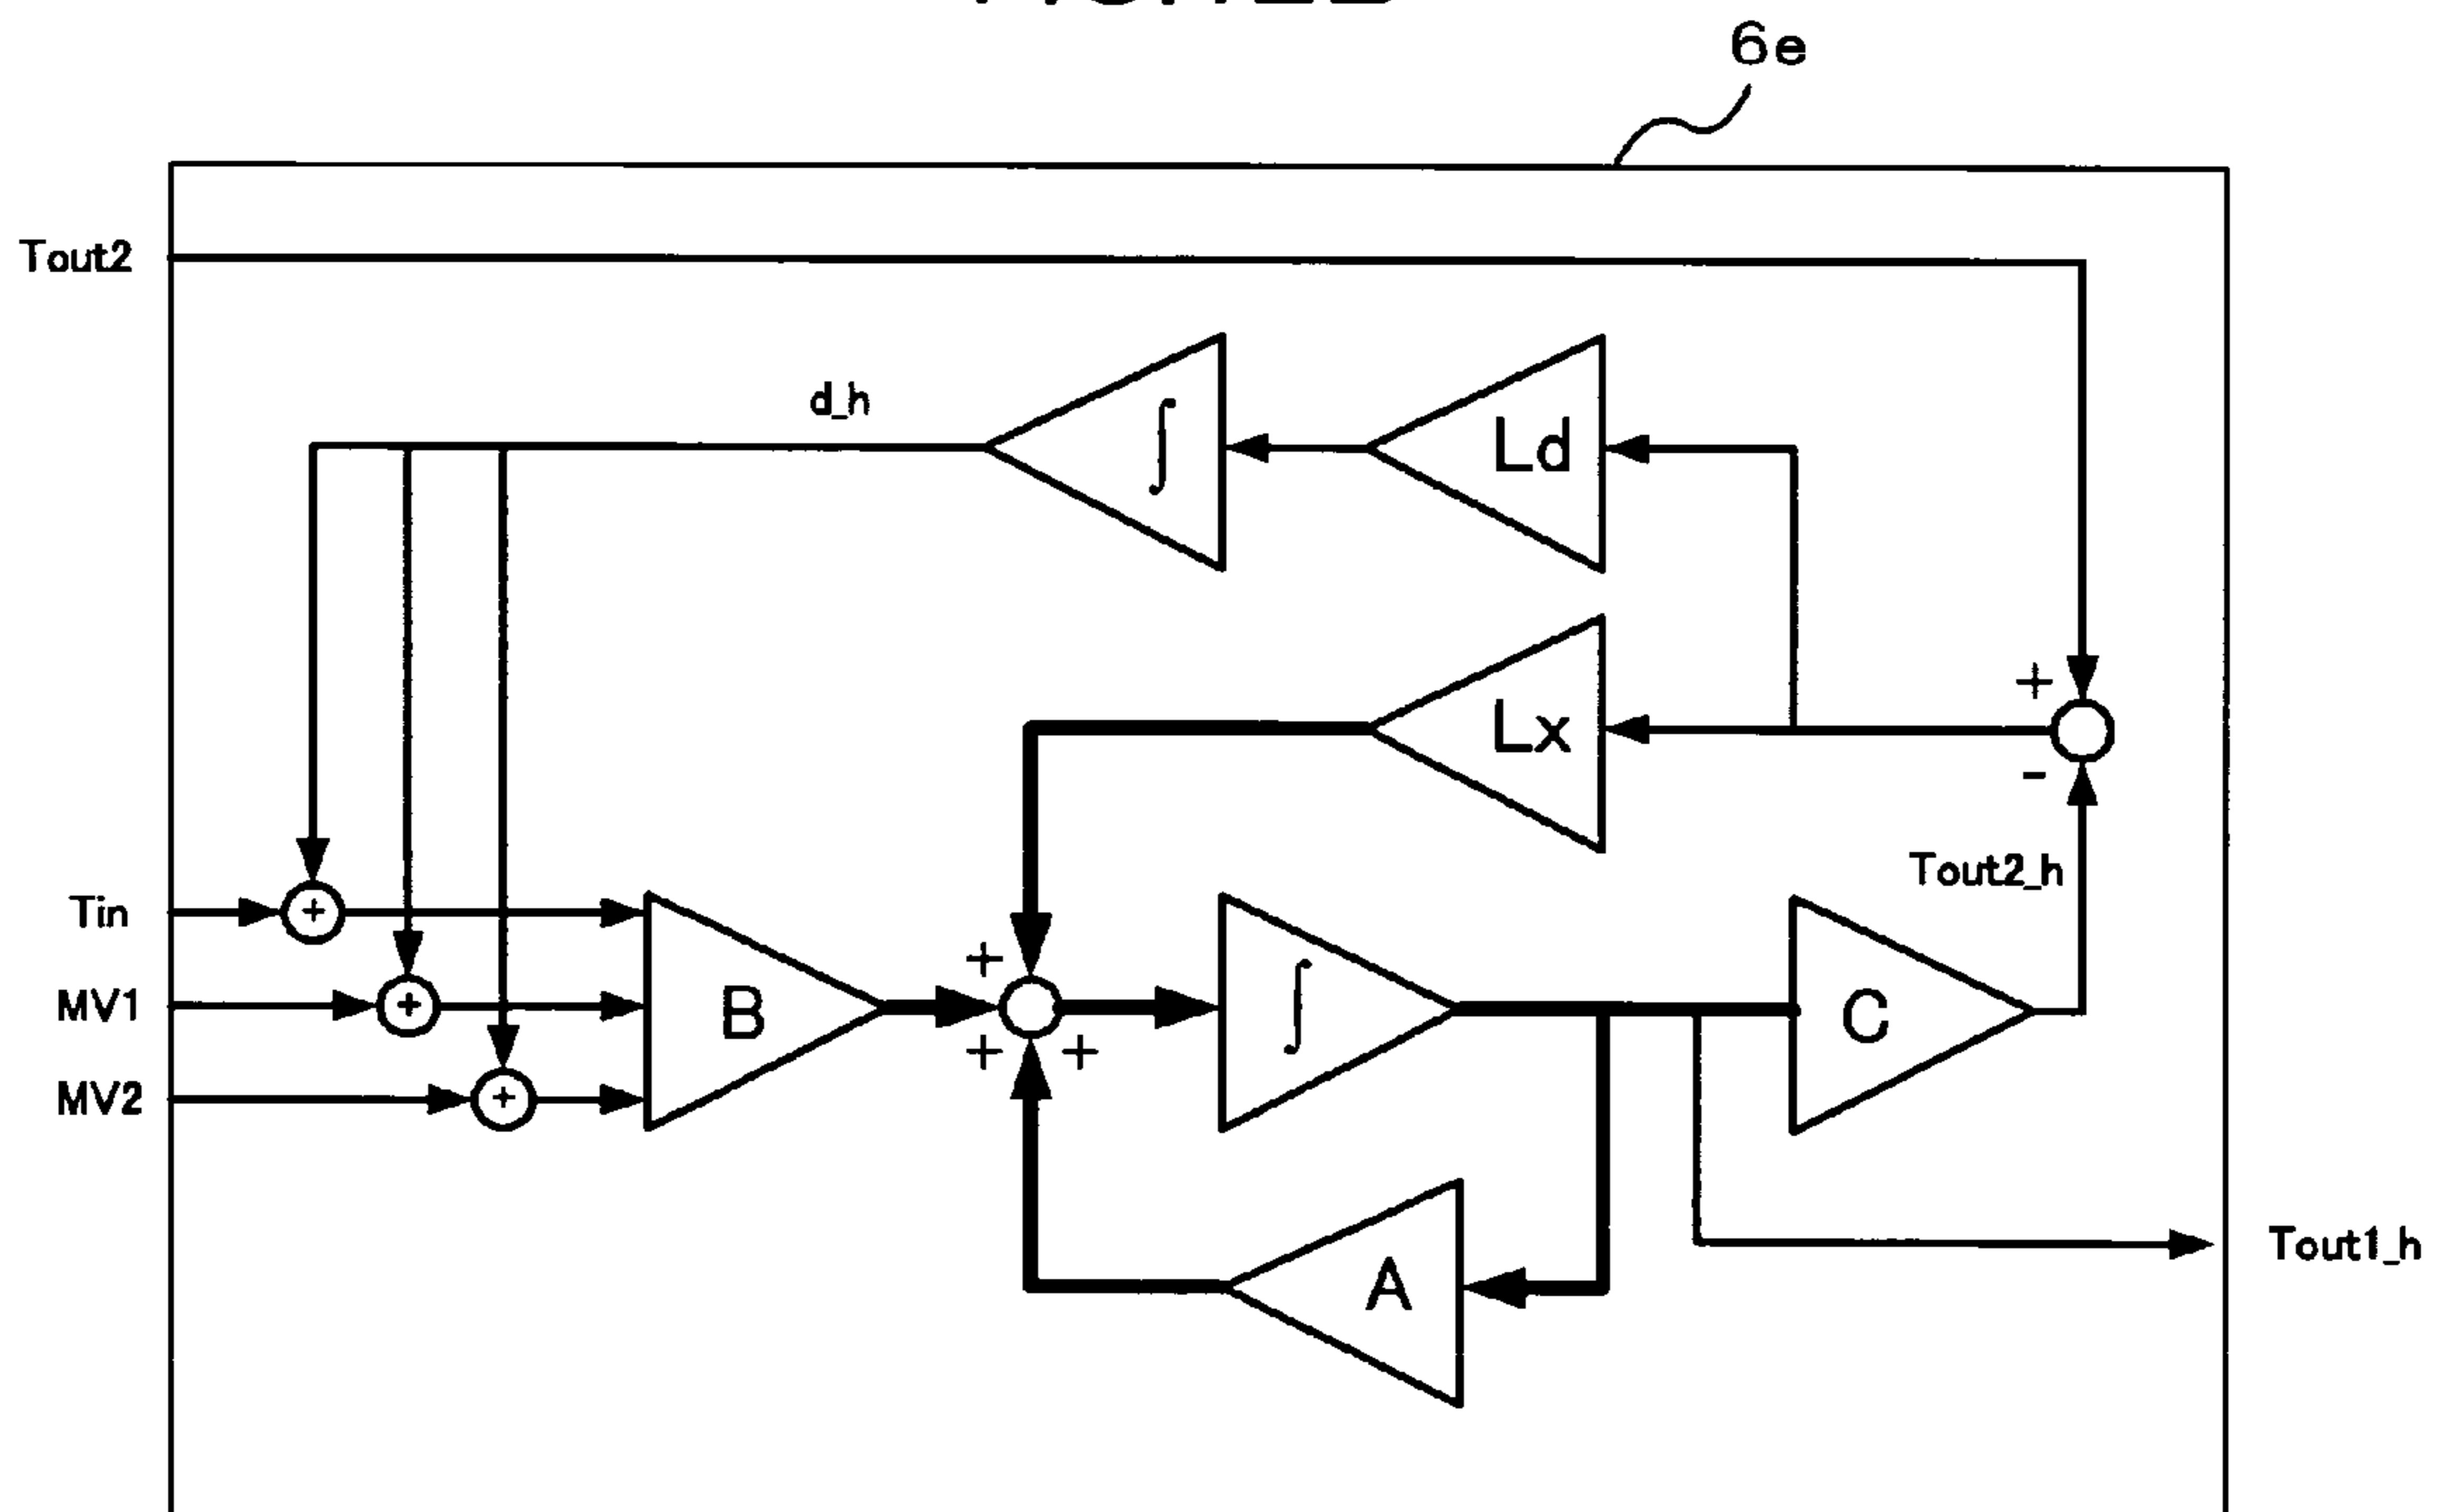 6e
Tout2
d_h
∫
Ld
+
Lx
-
Tout2_h
Tin
+
MV1
+
MV2
+
B
+
+
+
∫
C
A
Tout1_h